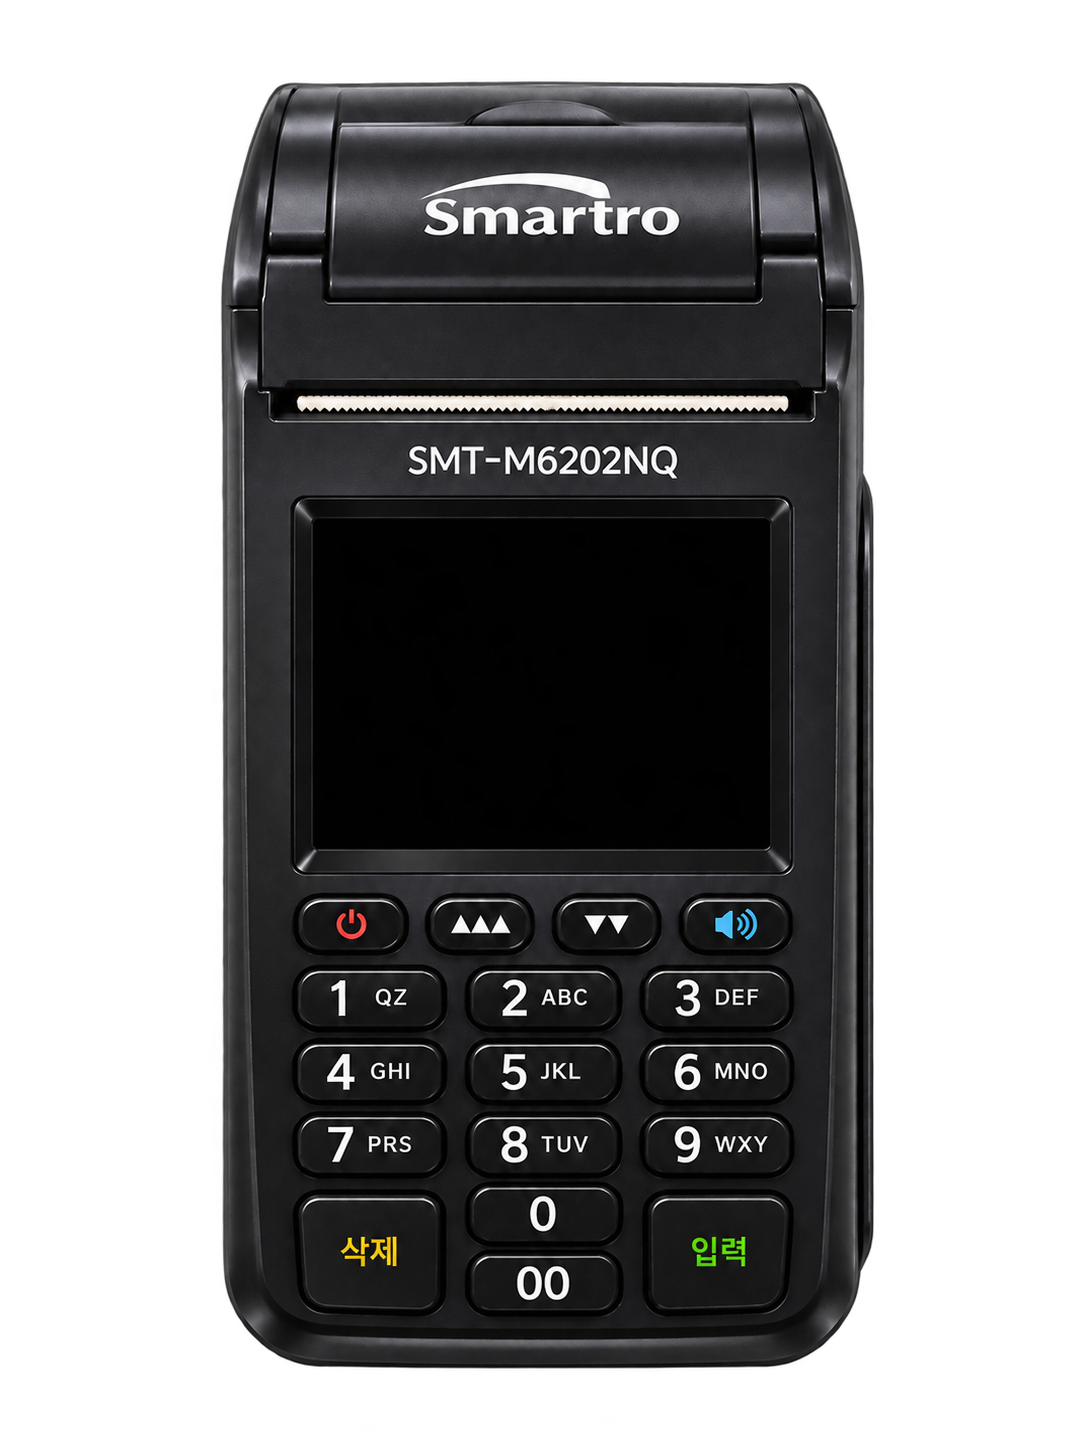 Smartro
SMT-M6202NQ
1 QZ
2 ABC
3 DEF
4 GHI
5 JKL
6 MNO
7 PRS
8 TUV
9 WXY
삭제
0
00
입력